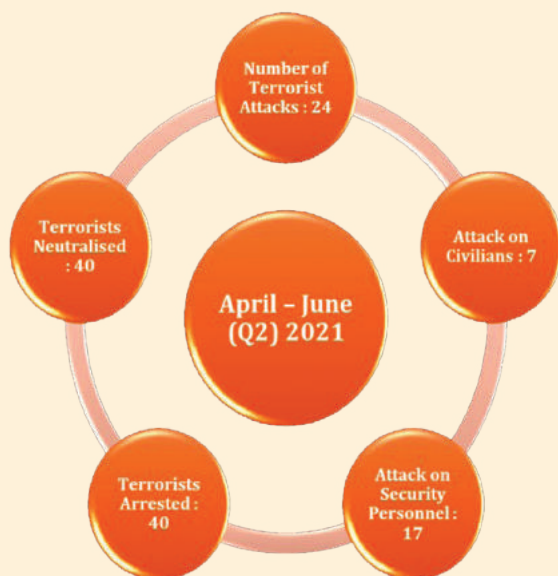 Number of
Terrorist
Attacks : 24
Attack on
Civilians : 7
Attack on
Security
Personnel :
17
Terrorists
Arrested :
40
Terrorists
Neutralised
: 40
April – June
(Q2) 2021